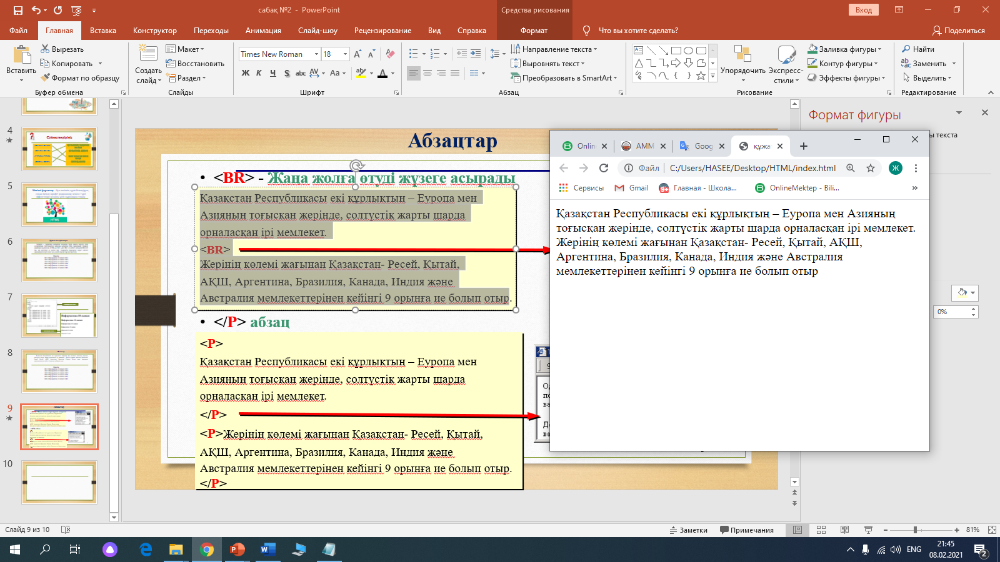 сабақ №2 - PowerPoint
Средства рисования
Вход
Файл
Главная
Вставка
Конструктор
Переходы
Анимация
Слайд-шоу
Рецензирование
Вид
Справка
Формат
Что вы хотите сделать?
Поделиться
Вставить
Вырезать
Копировать
Формат по образцу
Буфер обмена
Создать слайд
Макет
Восстановить
Раздел
Слайды
Times New Roman
18
Ж К Ч S abc AV Aa
Шрифт
Направление текста
Выровнять текст
Преобразовать в SmartArt
Абзац
Упорядочить
Экспресс-стили
Заливка фигуры
Контур фигуры
Эффекты фигуры
Рисование
Найти
Заменить
Выделить
Редактирование
4
5
HTML
6
7
8
9
10
Абзацтар
• <BR> - Жаңа жолға өтуді жүзеге асырады
Қазақстан Республикасы екі құрлықтың – Еуропа мен
Азияның тоғысқан жерінде, солтүстік жарты шарда
орналасқан ірі мемлекет.
<BR>
Жерінің көлемі жағынан Қазақстан- Ресей, Қытай,
АҚШ, Аргентина, Бразилия, Канада, Индия және
Австралия мемлекеттерінен кейінгі 9 орынға ие болып отыр.
• </P> абзац
<P>
Қазақстан Республикасы екі құрлықтың – Еуропа мен
Азияның тоғысқан жерінде, солтүстік жарты шарда
орналасқан ірі мемлекет.
</P>
<P>Жерінің көлемі жағынан Қазақстан- Ресей, Қытай,
АҚШ, Аргентина, Бразилия, Канада, Индия және
Австралия мемлекеттерінен кейінгі 9 орынға ие болып отыр.
</P>
Формат фигуры
текста
0%
Onlin
AMM
Goog
құжа
Файл
C:/Users/HASEE/Desktop/HTML/index.html
Ж
Сервисы
Gmail
Главная - Школа...
OnlineMektep - Bili...
»
Қазақстан Республикасы екі құрлықтың – Еуропа мен Азияның
тоғысқан жерінде, солтүстік жарты шарда орналасқан ірі мемлекет.
Жерінің көлемі жағынан Қазақстан- Ресей, Қытай, АҚШ,
Аргентина, Бразилия, Канада, Индия және Австралия
мемлекеттерінен кейінгі 9 орынға ие болып отыр
Слайд 9 из 10
Заметки
Примечания
81%
ENG
21:45
08.02.2021
2